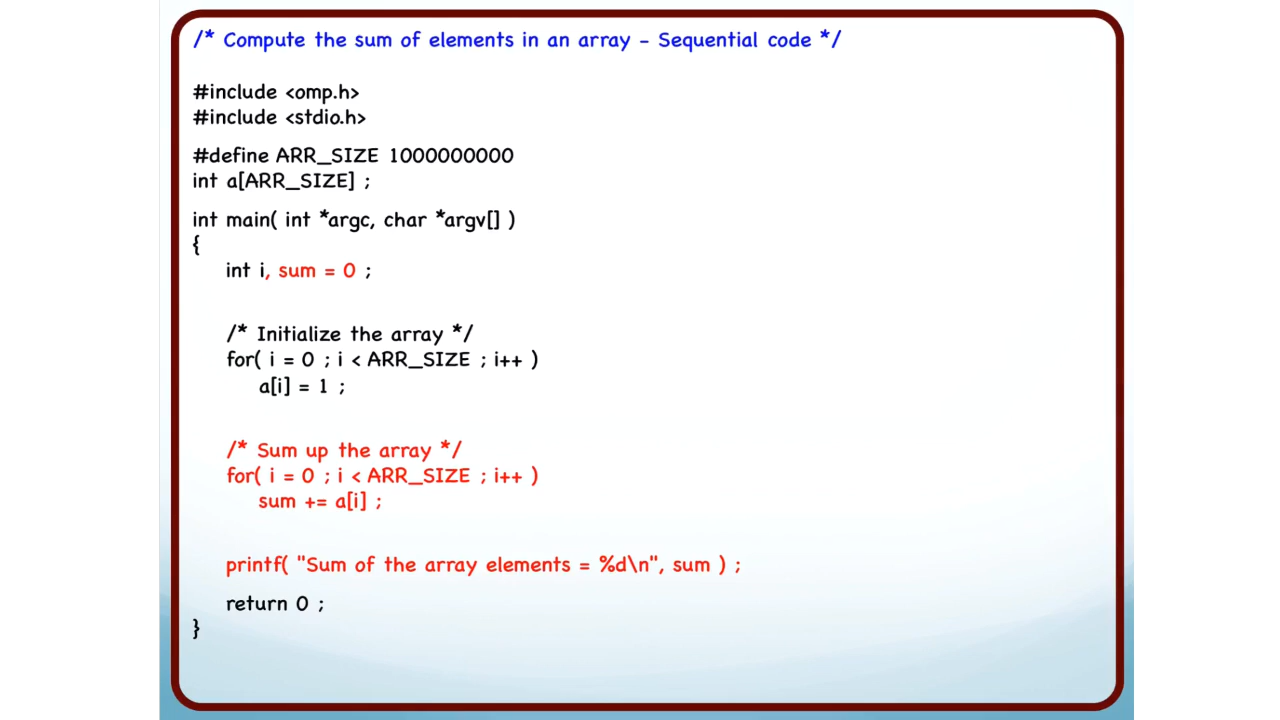 /* Compute the sum of elements in an array - Sequential code */
#include <omp.h>
#include <stdio.h>
#define ARR_SIZE 1000000000
int a[ARR_SIZE] ;
int main( int *argc, char *argv[] )
{
int i, sum = 0 ;
/* Initialize the array */
for( i = 0 ; i < ARR_SIZE ; i++ )
a[i] = 1 ;
/* Sum up the array */
for( i = 0 ; i < ARR_SIZE ; i++ )
sum += a[i] ;
printf( "Sum of the array elements = %d\n", sum ) ;
return 0 ;
}